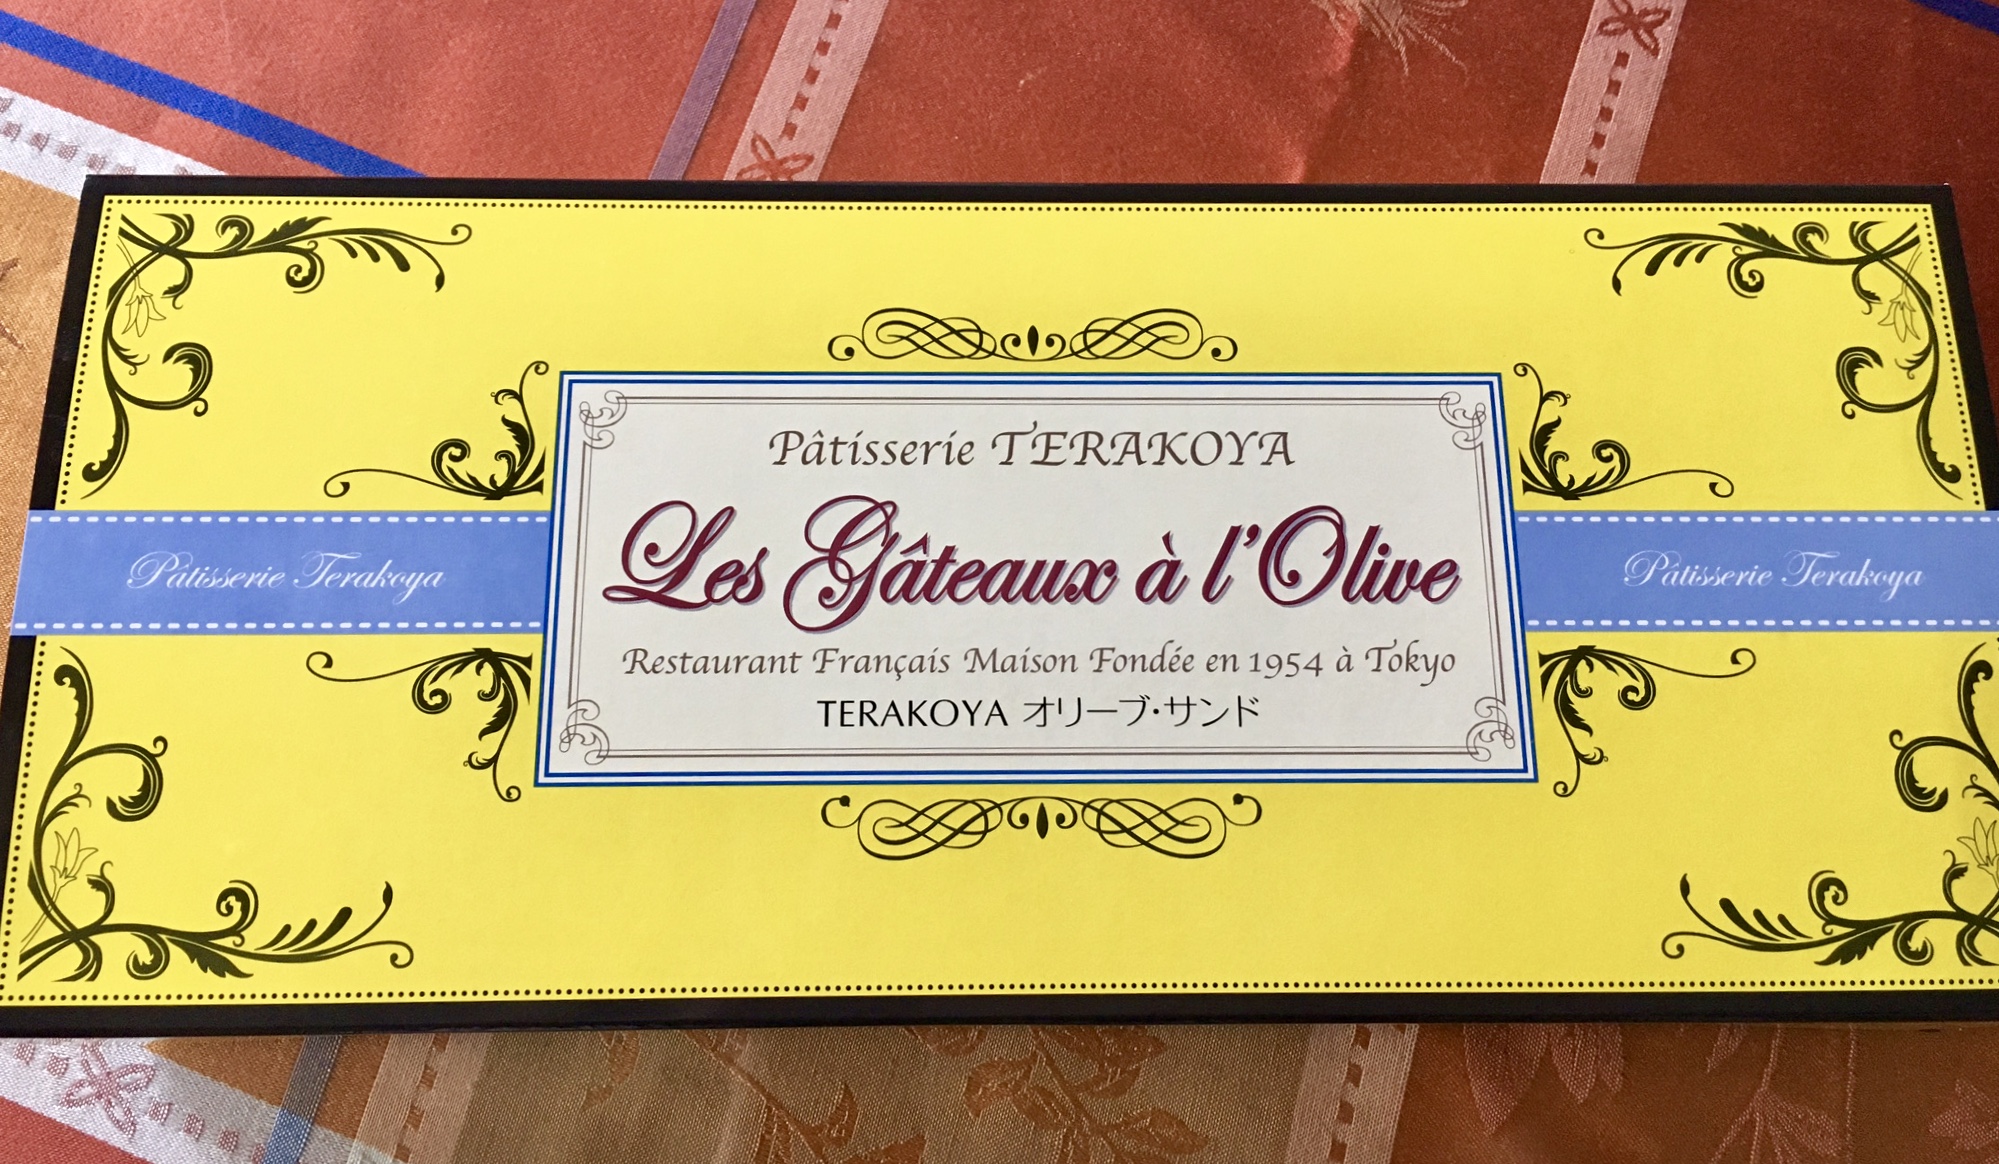 Pâtisserie TERAKOYA
Les Gâteaux à l'Olive
Restaurant Français Maison Fondée en 1954 à Tokyo
TERAKOYA オリーブ・サンド
Pâtisserie Terakoya
Pâtisserie Terakoya